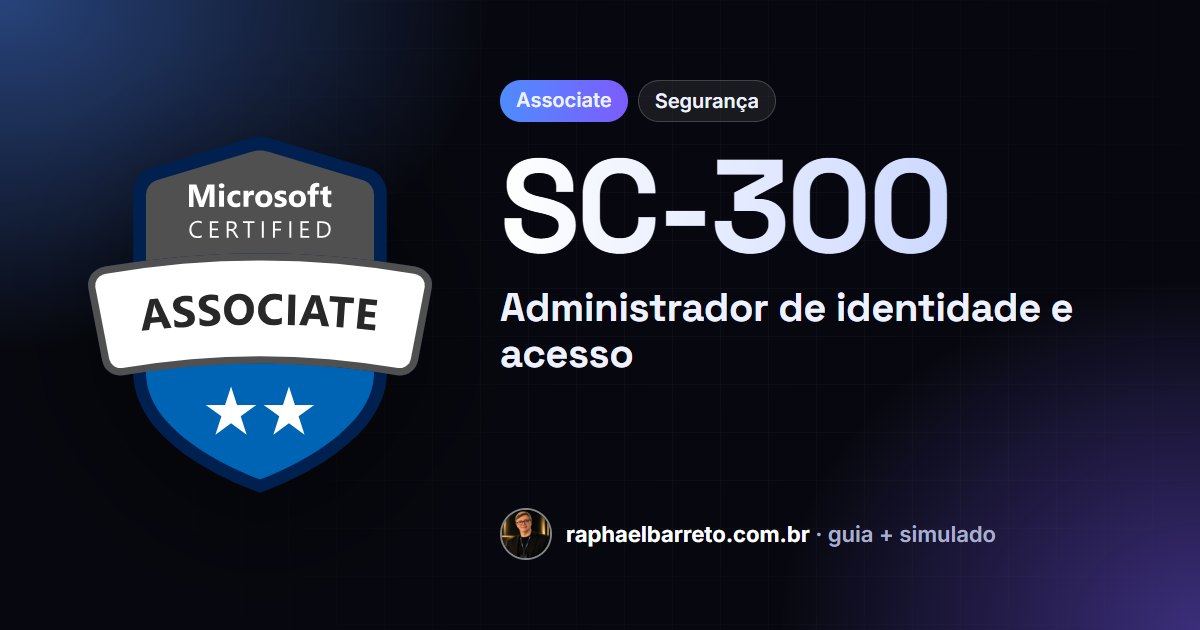 Microsoft
CERTIFIED
ASSOCIATE
Associate
Segurança
SC-300
Administrador de identidade e
acesso
raphaelbarreto.com.br · guia + simulado